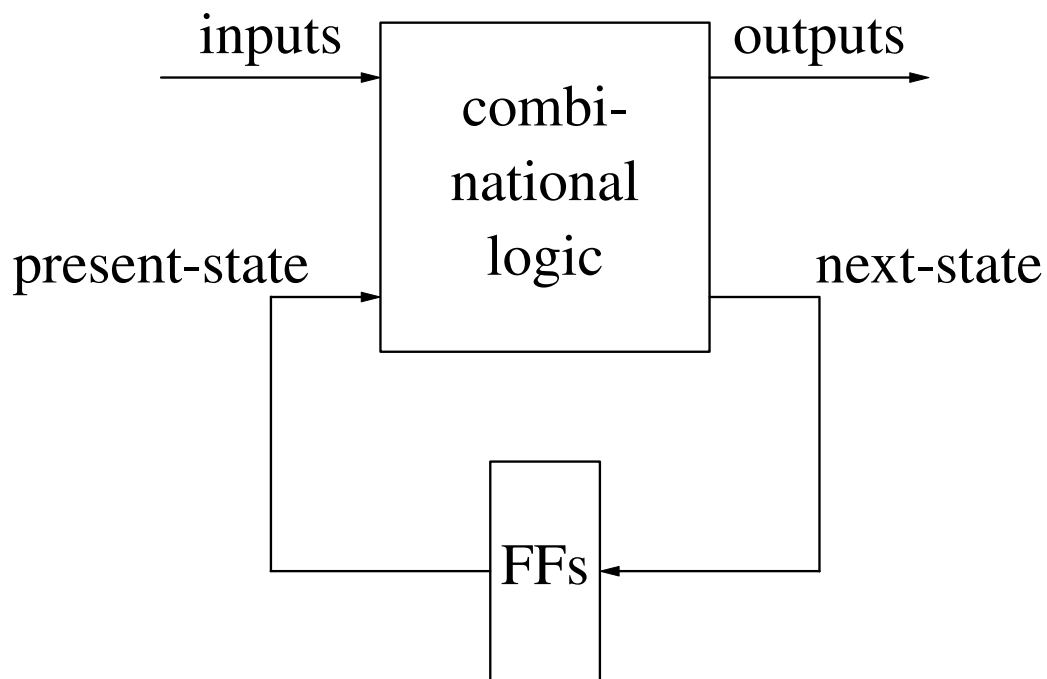 inputs
outputs
combi-
national
logic
present-state
next-state
FFs